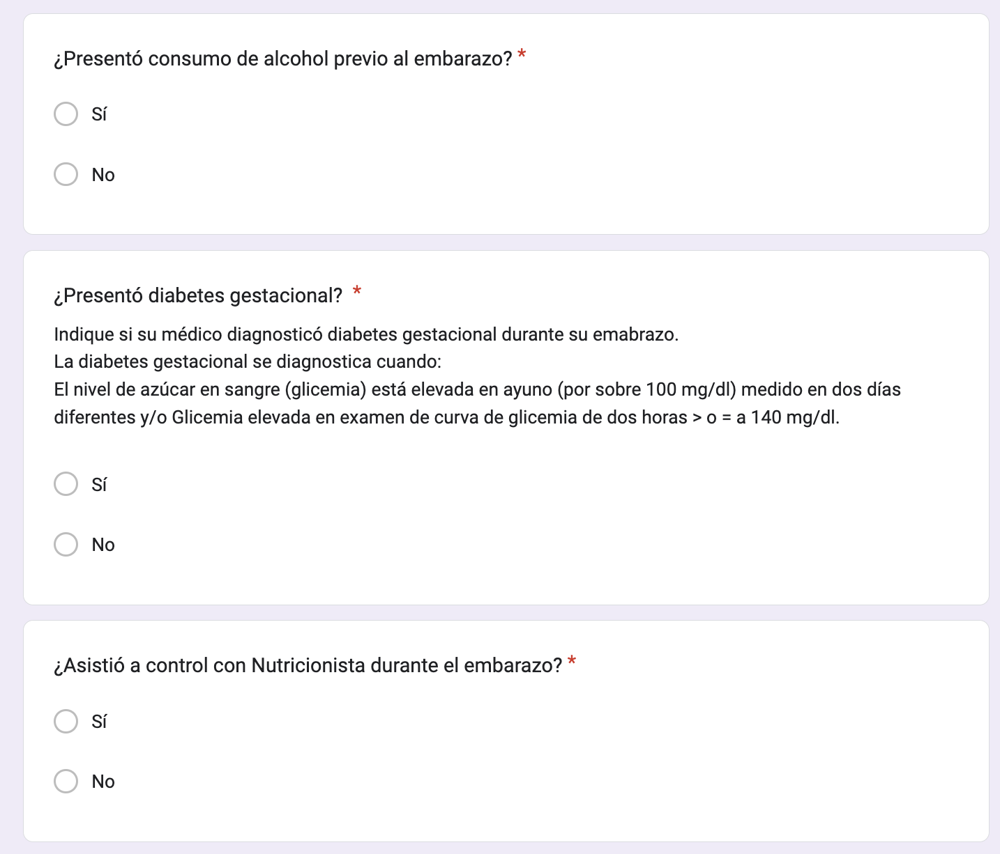 ¿Presentó consumo de alcohol previo al embarazo? *
Sí
No
¿Presentó diabetes gestacional? *
Indique si su médico diagnosticó diabetes gestacional durante su emabrazo.
La diabetes gestacional se diagnostica cuando:
El nivel de azúcar en sangre (glicemia) está elevada en ayuno (por sobre 100 mg/dl) medido en dos días
diferentes y/o Glicemia elevada en examen de curva de glicemia de dos horas > o = a 140 mg/dl.
Sí
No
¿Asistió a control con Nutricionista durante el embarazo? *
Sí
No